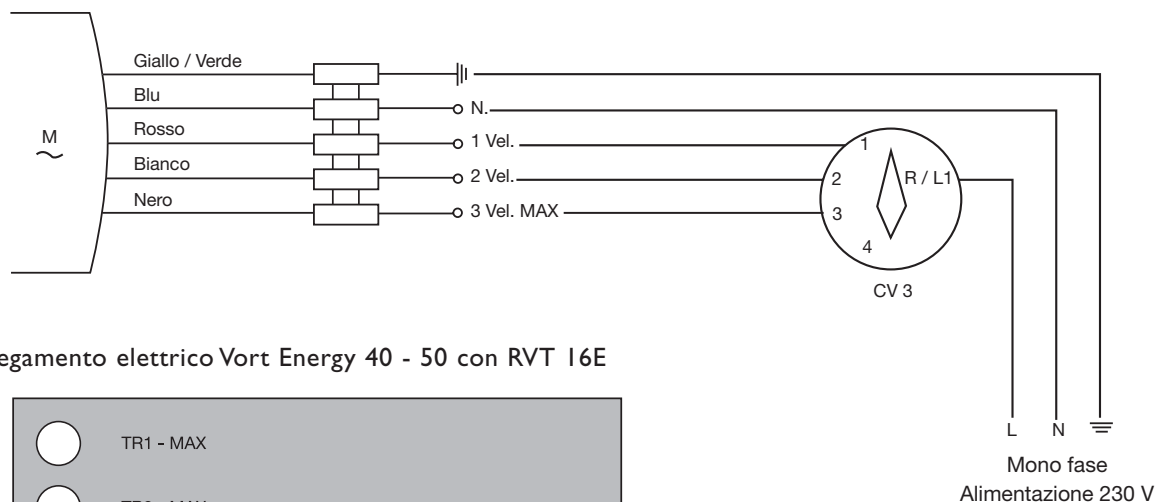 Giallo / Verde
Blu
N.
Rosso
1 Vel.
1
M
Bianco
2 Vel.
2
R / L1
Nero
3 Vel. MAX
3
4
CV 3
egamento elettrico Vort Energy 40 - 50 con RVT 16E
TR1 - MAX
L N
Mono fase
Alimentazione 230 V